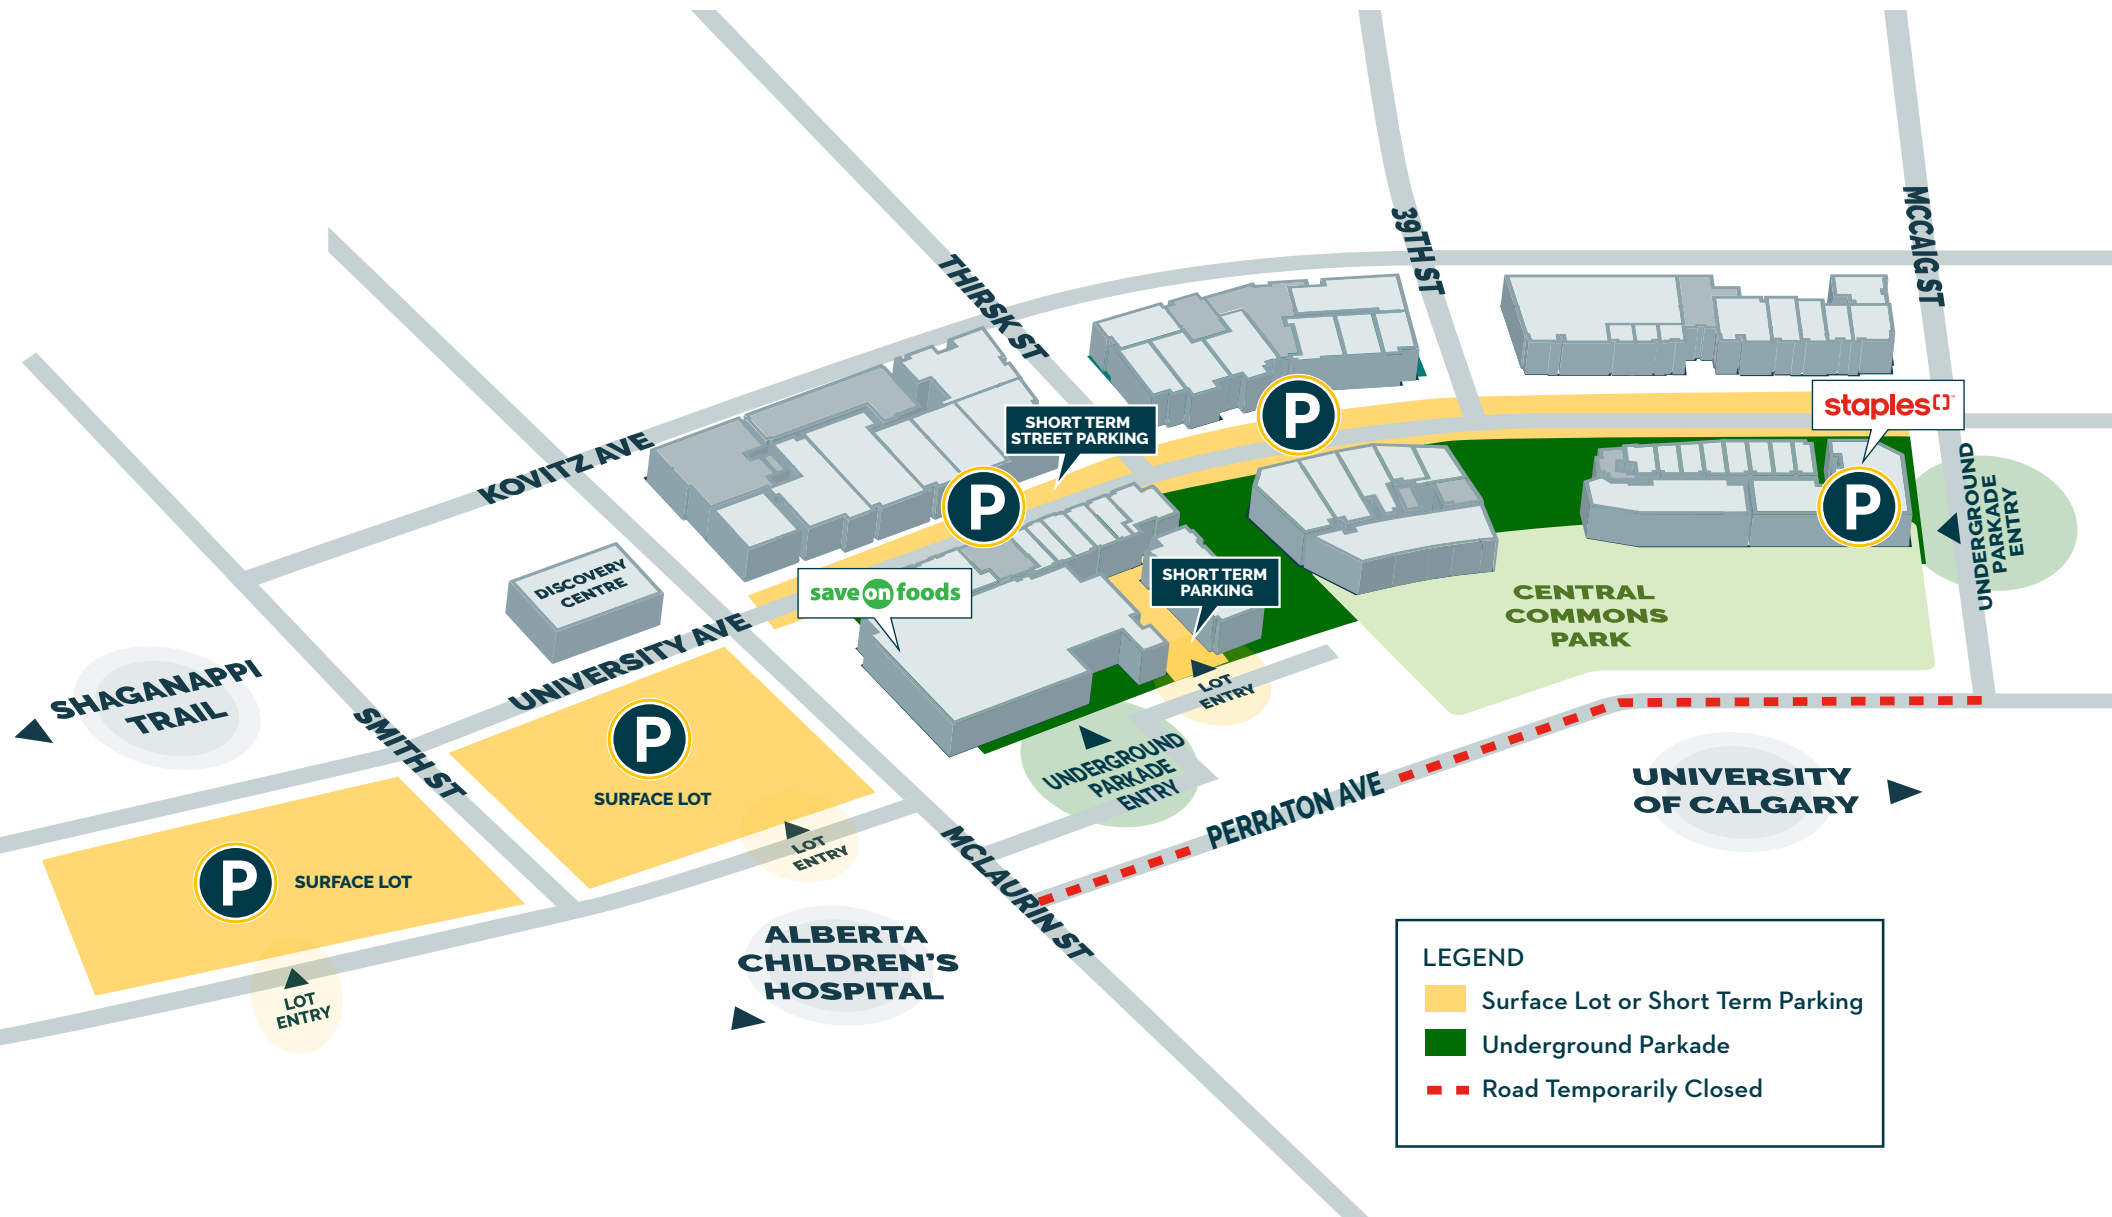 THIRSK ST
39TH ST
MCCAIG ST
KOVITZ AVE
SHORT TERM
STREET PARKING
P
staples
P
P
P
UNDERGROUND
PARKADE
ENTRY
DISCOVERY
CENTRE
save on foods
SHORT TERM
PARKING
CENTRAL
COMMONS
PARK
UNIVERSITY AVE
SHAGANAPPI
TRAIL
SMITH ST
LOT
ENTRY
P
SURFACE LOT
UNDERGROUND
PARKADE
ENTRY
UNIVERSITY
OF CALGARY
PERRATON AVE
LOT
ENTRY
P
SURFACE LOT
MCLAURIN ST
ALBERTA
CHILDREN'S
HOSPITAL
LOT
ENTRY
LEGEND
Surface Lot or Short Term Parking
Underground Parkade
Road Temporarily Closed